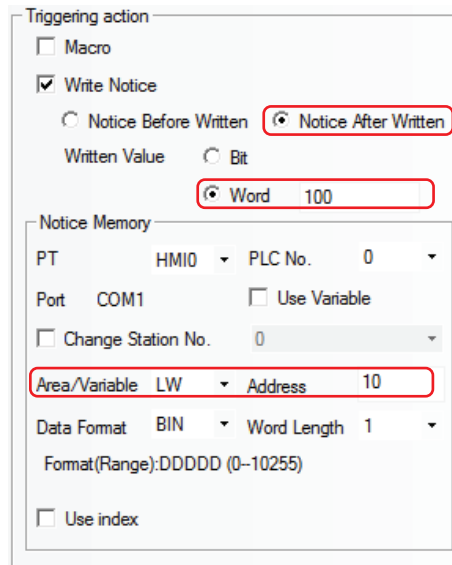 Triggering action
Macro
Write Notice
Notice Before Written Notice After Written
Written Value Bit
Word 100
Notice Memory
PT HMI0 PLC No. 0
Port COM1 Use Variable
Change Station No. 0
Area/Variable LW Address 10
Data Format BIN Word Length 1
Format(Range):DDDDD (0--10255)
Use index